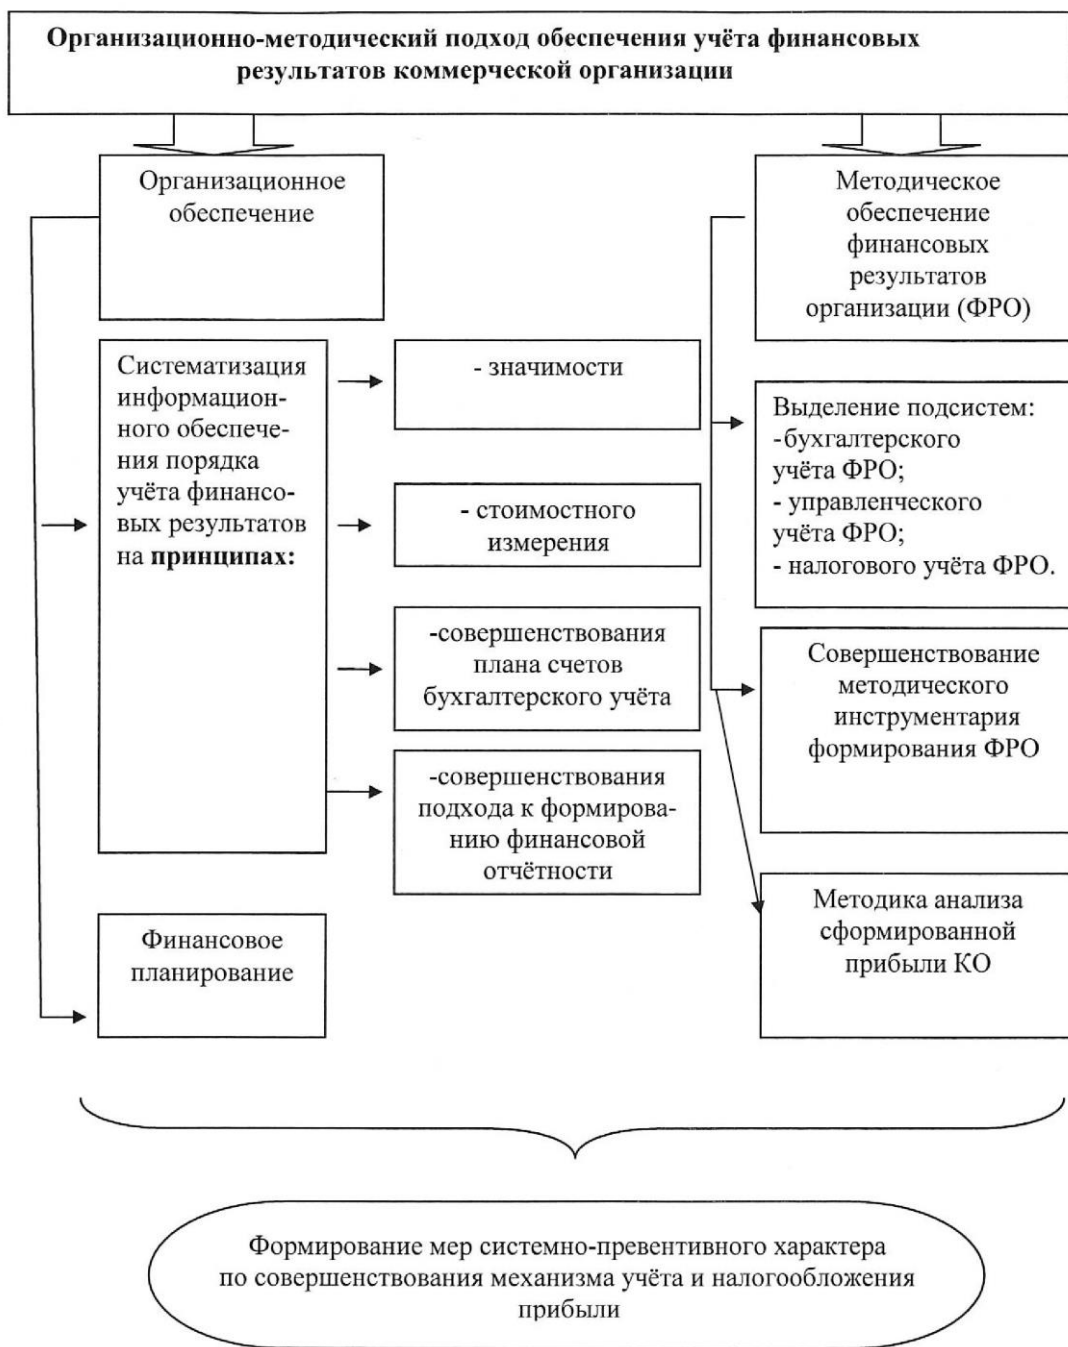 Организационно-методический подход обеспечения учёта финансовых
результатов коммерческой организации
Организационное
обеспечение
Методическое
обеспечение
финансовых
результатов
организации (ФРО)
Систематизация
информацион-
ного обеспече-
ния порядка
учёта финансо-
вых результатов
на принципах:
- значимости
- стоимостного
измерения
-совершенствования
плана счетов
бухгалтерского учёта
-совершенствования
подхода к формирова-
нию финансовой
отчётности
Выделение подсистем:
-бухгалтерского
учёта ФРО;
- управленческого
учёта ФРО;
- налогового учёта ФРО.
Совершенствование
методического
инструментария
формирования ФРО
Методика анализа
сформированной
прибыли КО
Финансовое
планирование
Формирование мер системно-превентивного характера
по совершенствования механизма учёта и налогообложения
прибыли